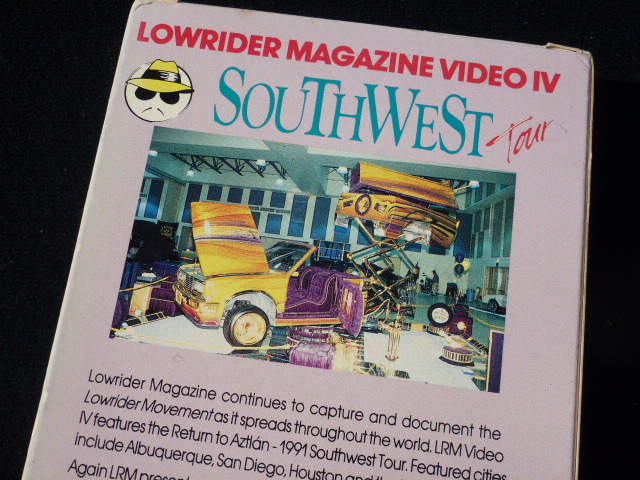 LOWRIDER MAGAZINE VIDEO IV
SOUTHWEST
Tour
Lowrider Magazine continues to capture and document the
Lowrider Movement as it spreads throughout the world. LRM Video
IV features the Return to Aztlán - 1991 Southwest Tour. Featured cities
include Albuquerque, San Diego, Houston and
Again LRM